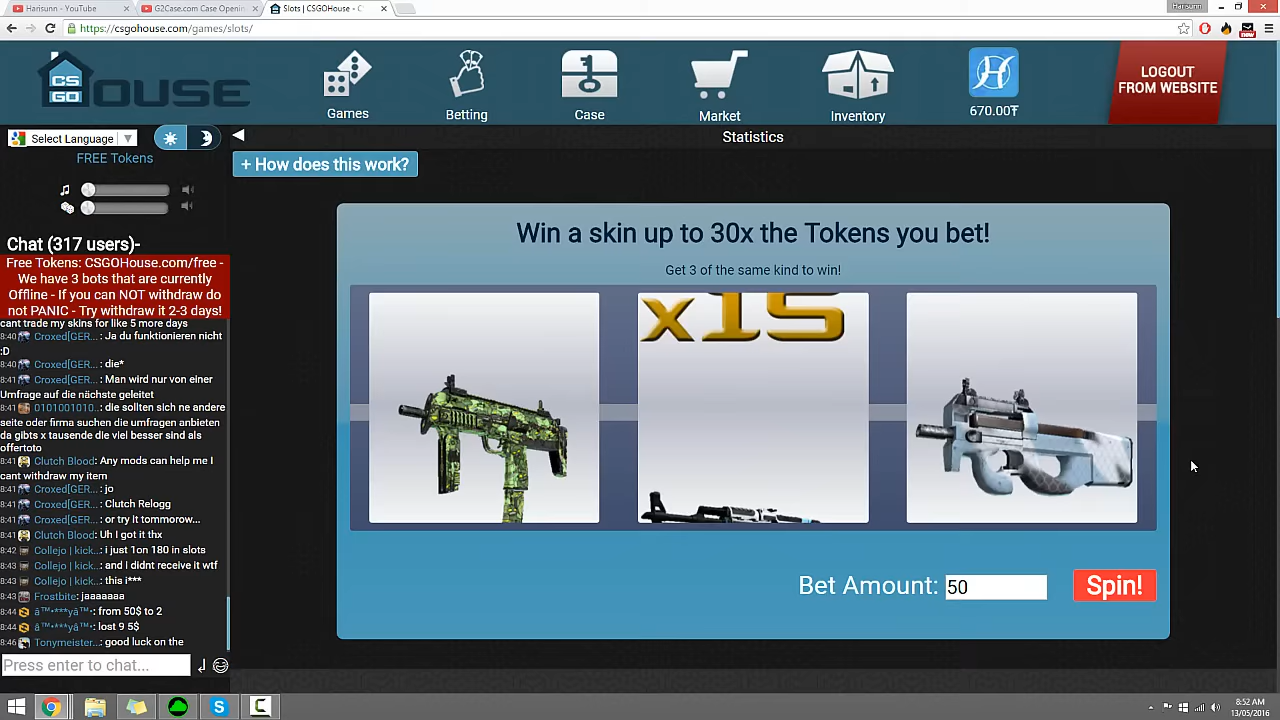 Harisunn - YouTube
G2Case.com Case Openin
Slots | CSGOHouse - C
Harisunn
https://csgohouse.com/games/slots/
new
CS GO HOUSE
Games
Betting
Case
Market
Inventory
670.00₸
LOGOUT
FROM WEBSITE
Select Language
Statistics
FREE Tokens
+ How does this work?
Chat (317 users)-
Free Tokens: CSGOHouse.com/free -
We have 3 bots that are currently
Offline - If you can NOT withdraw do
not PANIC - Try withdraw it 2-3 days!
cant trade my skins for like 5 more days
8:40 Croxed[GER... : Ja du funktionieren nicht
:D
8:40 Croxed[GER... : die*
8:41 Croxed[GER... : Man wird nur von einer
Umfrage auf die nächste geleitet
8:41 0101001010.. : die sollten sich ne andere
seite oder firma suchen die umfragen anbieten
da gibts x tausende die viel besser sind als
offertoto
8:41 Clutch Blood: Any mods can help me I
cant withdraw my item
8:41 Croxed[GER... : jo
8:41 Croxed[GER... : Clutch Relogg
8:41 Croxed[GER... : or try It tommorow...
8:41 Clutch Blood: Uh I got it thx
8:42 Collejo | kick.. : i just 1on 180 in slots
8:43 Collejo | kick.. : and I didnt receive it wtf
8:43 Collejo | kick.. : this i***
8:43 Frostbite: jaaaaaaa
8:44 â™•***yâ™•: from 50$ to 2
8:44 â™•***yâ™•: lost 9 5$
8:46 Tonymeister...: good luck on the
Press enter to chat...
Win a skin up to 30x the Tokens you bet!
Get 3 of the same kind to win!
x15
Bet Amount: 50
Spin!
8:52 AM
13/05/2016